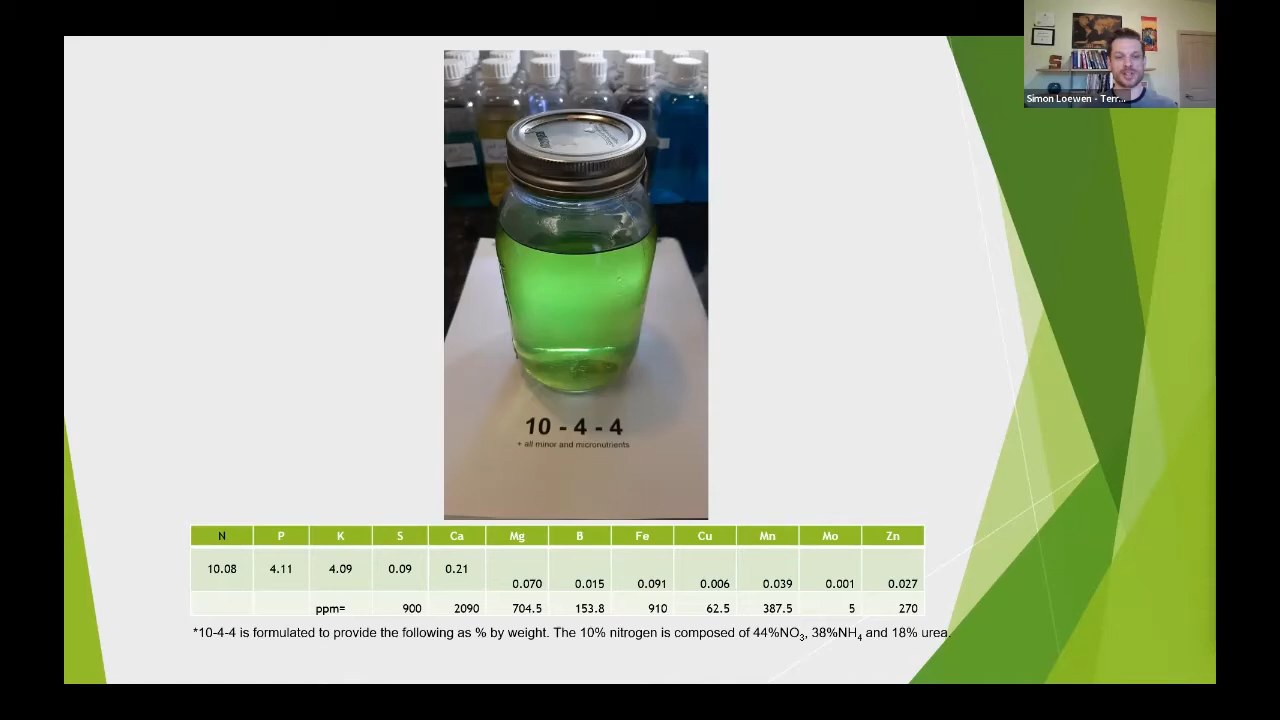 Simon Loewen - Terr...
10 - 4 - 4
+ all minor and micronutrients
N P K S Ca Mg B Fe Cu Mn Mo Zn
10.08 4.11 4.09 0.09 0.21 0.070 0.015 0.091 0.006 0.039 0.001 0.027
ppm= 900 2090 704.5 153.8 910 62.5 387.5 5 270
*10-4-4 is formulated to provide the following as % by weight. The 10% nitrogen is composed of 44%NO3, 38%NH4 and 18% urea.